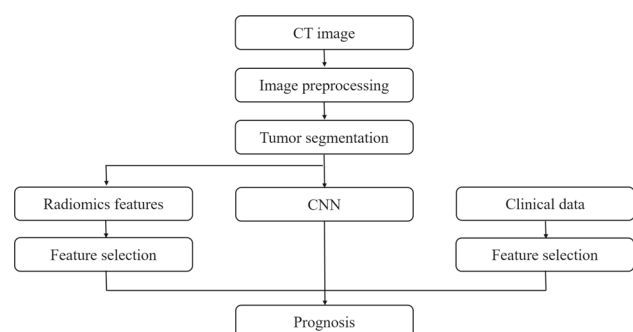 CT image
Image preprocessing
Tumor segmentation
Radiomics features
CNN
Clinical data
Feature selection
Feature selection
Prognosis